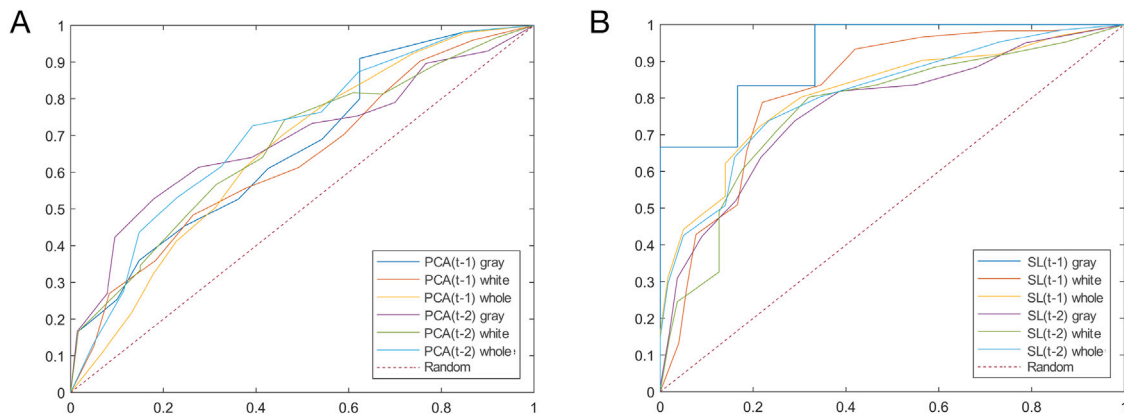 A
1
0.9
0.8
0.7
0.6
0.5
0.4
0.3
0.2
0.1
0
0 0.2 0.4 0.6 0.8 1
PCA(t-1) gray
PCA(t-1) white
PCA(t-1) whole
PCA(t-2) gray
PCA(t-2) white
PCA(t-2) whole
Random
B
1
0.9
0.8
0.7
0.6
0.5
0.4
0.3
0.2
0.1
0
0 0.2 0.4 0.6 0.8 1
SL(t-1) gray
SL(t-1) white
SL(t-1) whole
SL(t-2) gray
SL(t-2) white
SL(t-2) whole
Random